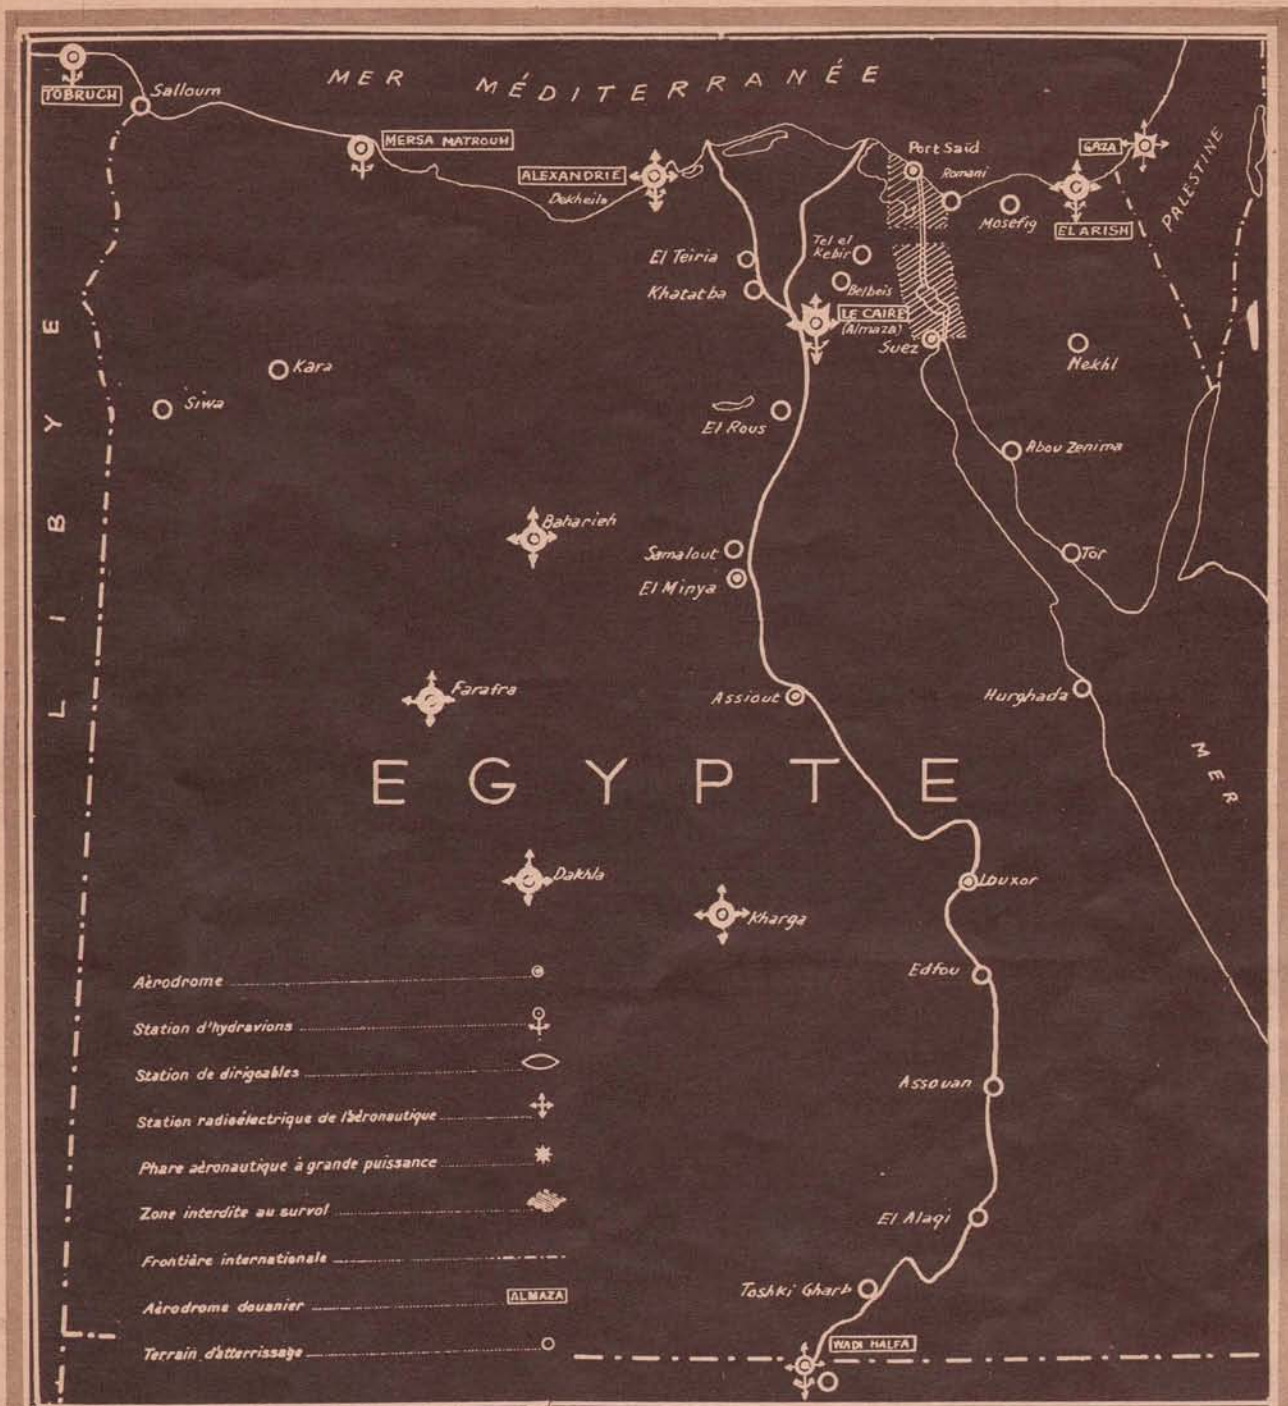 MER MÉDITERRANÉE
TOBRUCH
Salloum
MERSA MATROUH
ALEXANDRIE
Dekheila
Port Saïd
Romani
Mosefig
GAZA
EL ARISH
PALESTINE
El Teiria
Khatatba
Tel el
Kebir
Belbeis
LE CAIRE
(Almaza)
Suez
Nekhl
LIBYE
Kara
Siwa
El Rous
Abou Zenima
Baharieh
Samalout
El Minya
Tor
Farafra
Assiout
Hurghada
MER
EGYPTE
Dakhla
Kharga
Louxor
Edfou
Assouan
El Alaqi
Toshki Gharb
WADI HALFA
Aèrodrome
Station d'hydravions
Station de dirigeables
Station radioélectrique de l'aéronautique
Phare aèronautique à grande puissance
Zone interdite au survol
Frontière internationale
Aèrodrome douanier
ALMAZA
Terrain d'atterrissage